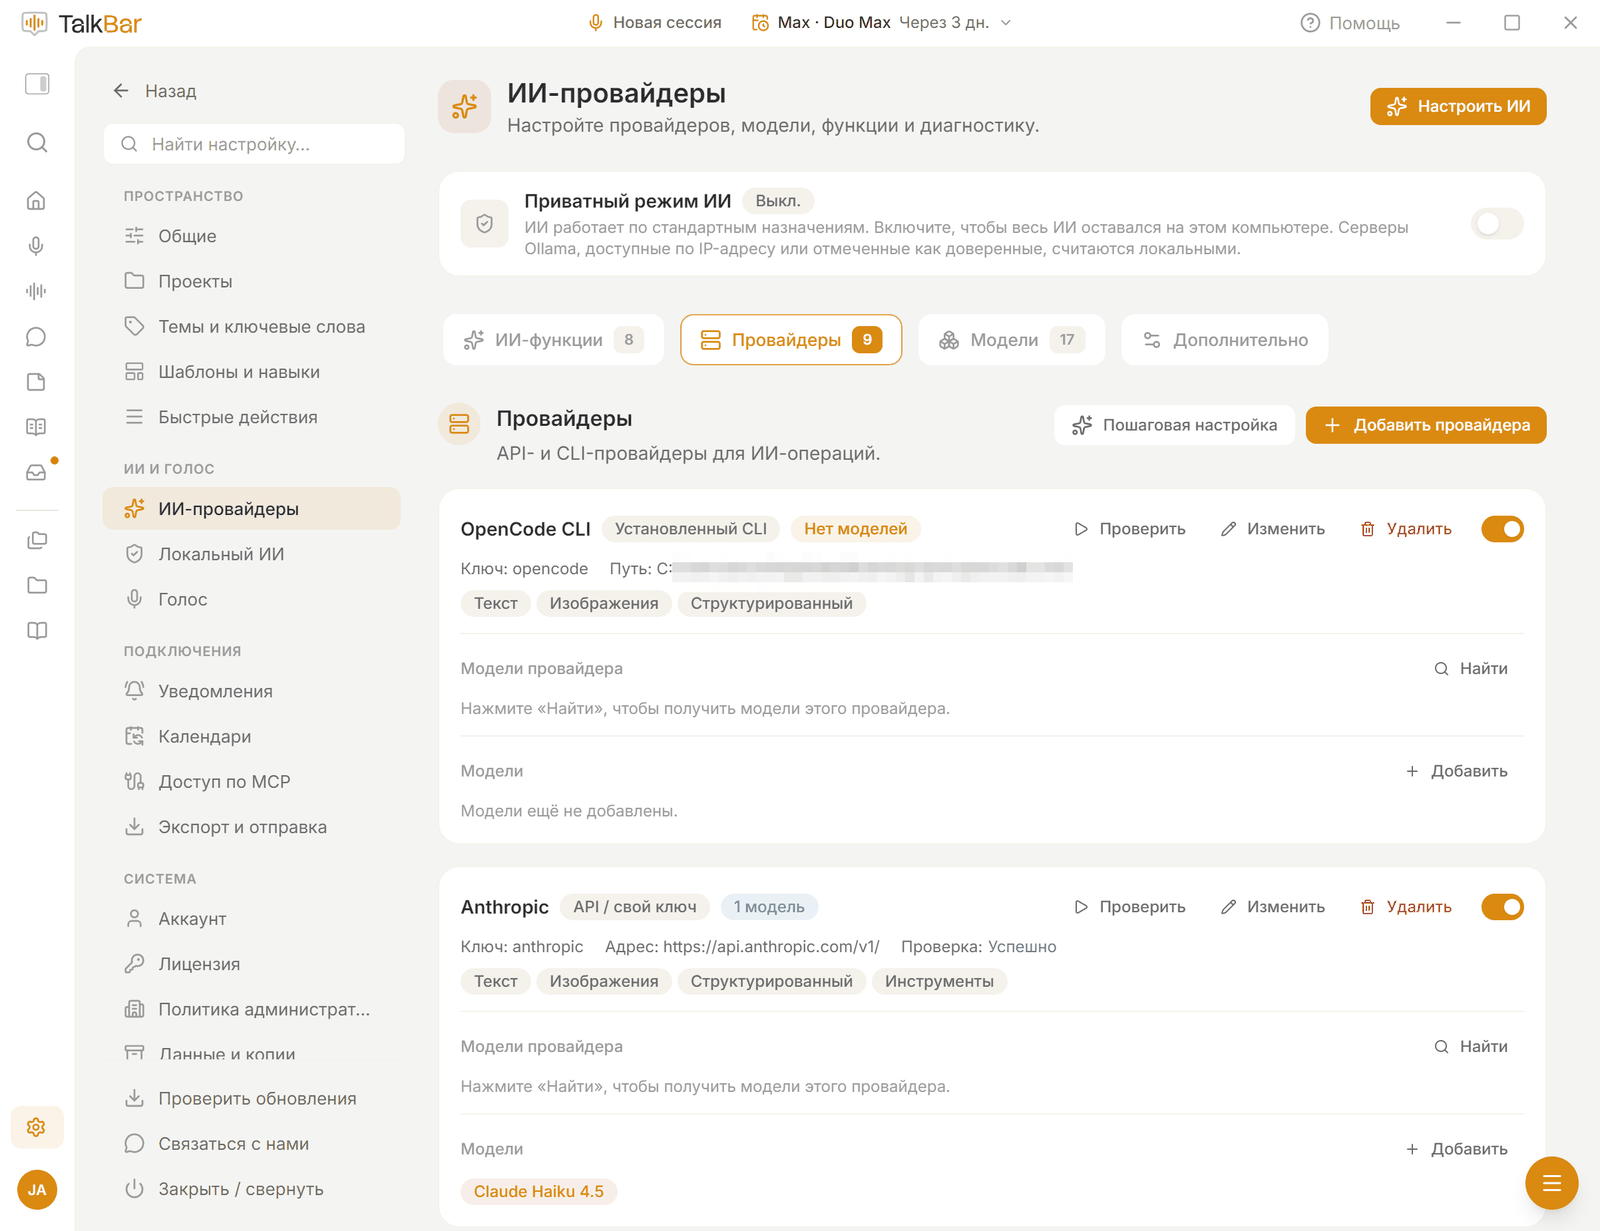 TalkBar
Новая сессия
Max · Duo Max Через 3 дн.
Помощь
Назад
Найти настройку...
ПРОСТРАНСТВО
Общие
Проекты
Темы и ключевые слова
Шаблоны и навыки
Быстрые действия
ИИ И ГОЛОС
ИИ-провайдеры
Локальный ИИ
Голос
ПОДКЛЮЧЕНИЯ
Уведомления
Календари
Доступ по MCP
Экспорт и отправка
СИСТЕМА
Аккаунт
Лицензия
Политика администрат...
Данные и копии
Проверить обновления
Связаться с нами
Закрыть / свернуть
JA
ИИ-провайдеры
Настройте провайдеров, модели, функции и диагностику.
Настроить ИИ
Приватный режим ИИ Выкл.
ИИ работает по стандартным назначениям. Включите, чтобы весь ИИ оставался на этом компьютере. Серверы
Ollama, доступные по IP-адресу или отмеченные как доверенные, считаются локальными.
ИИ-функции 8
Провайдеры 9
Модели 17
Дополнительно
Провайдеры
API- и CLI-провайдеры для ИИ-операций.
Пошаговая настройка
Добавить провайдера
OpenCode CLI Установленный CLI Нет моделей
Проверить Изменить Удалить
Ключ: opencode Путь: C:
Текст Изображения Структурированный
Модели провайдера
Найти
Нажмите «Найти», чтобы получить модели этого провайдера.
Модели
+ Добавить
Модели ещё не добавлены.
Anthropic API / свой ключ 1 модель
Проверить Изменить Удалить
Ключ: anthropic Адрес: https://api.anthropic.com/v1/ Проверка: Успешно
Текст Изображения Структурированный Инструменты
Модели провайдера
Найти
Нажмите «Найти», чтобы получить модели этого провайдера.
Модели
+ Добавить
Claude Haiku 4.5